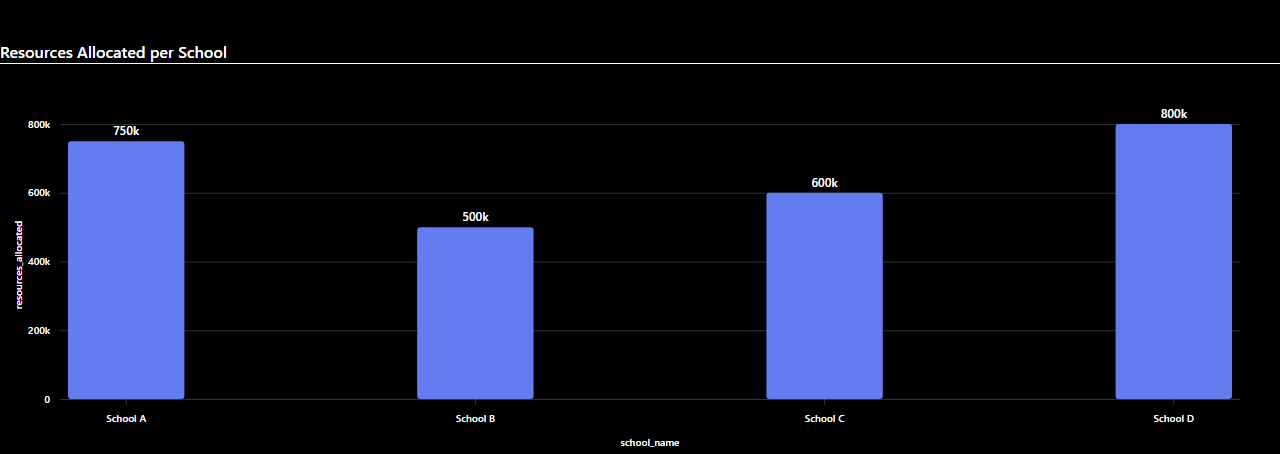 Resources Allocated per School
800k
600k
400k
200k
0
resources_allocated
750k
500k
600k
800k
School A
School B
School C
School D
school_name